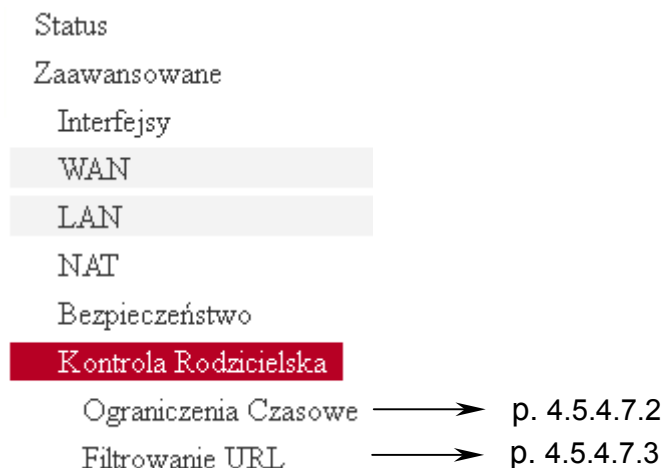 Status
Zaawansowane
Interfejsy
WAN
LAN
NAT
Bezpieczeństwo
Kontrola Rodzicielska
Ograniczenia Czasowe p. 4.5.4.7.2
Filtrowanie URL p. 4.5.4.7.3